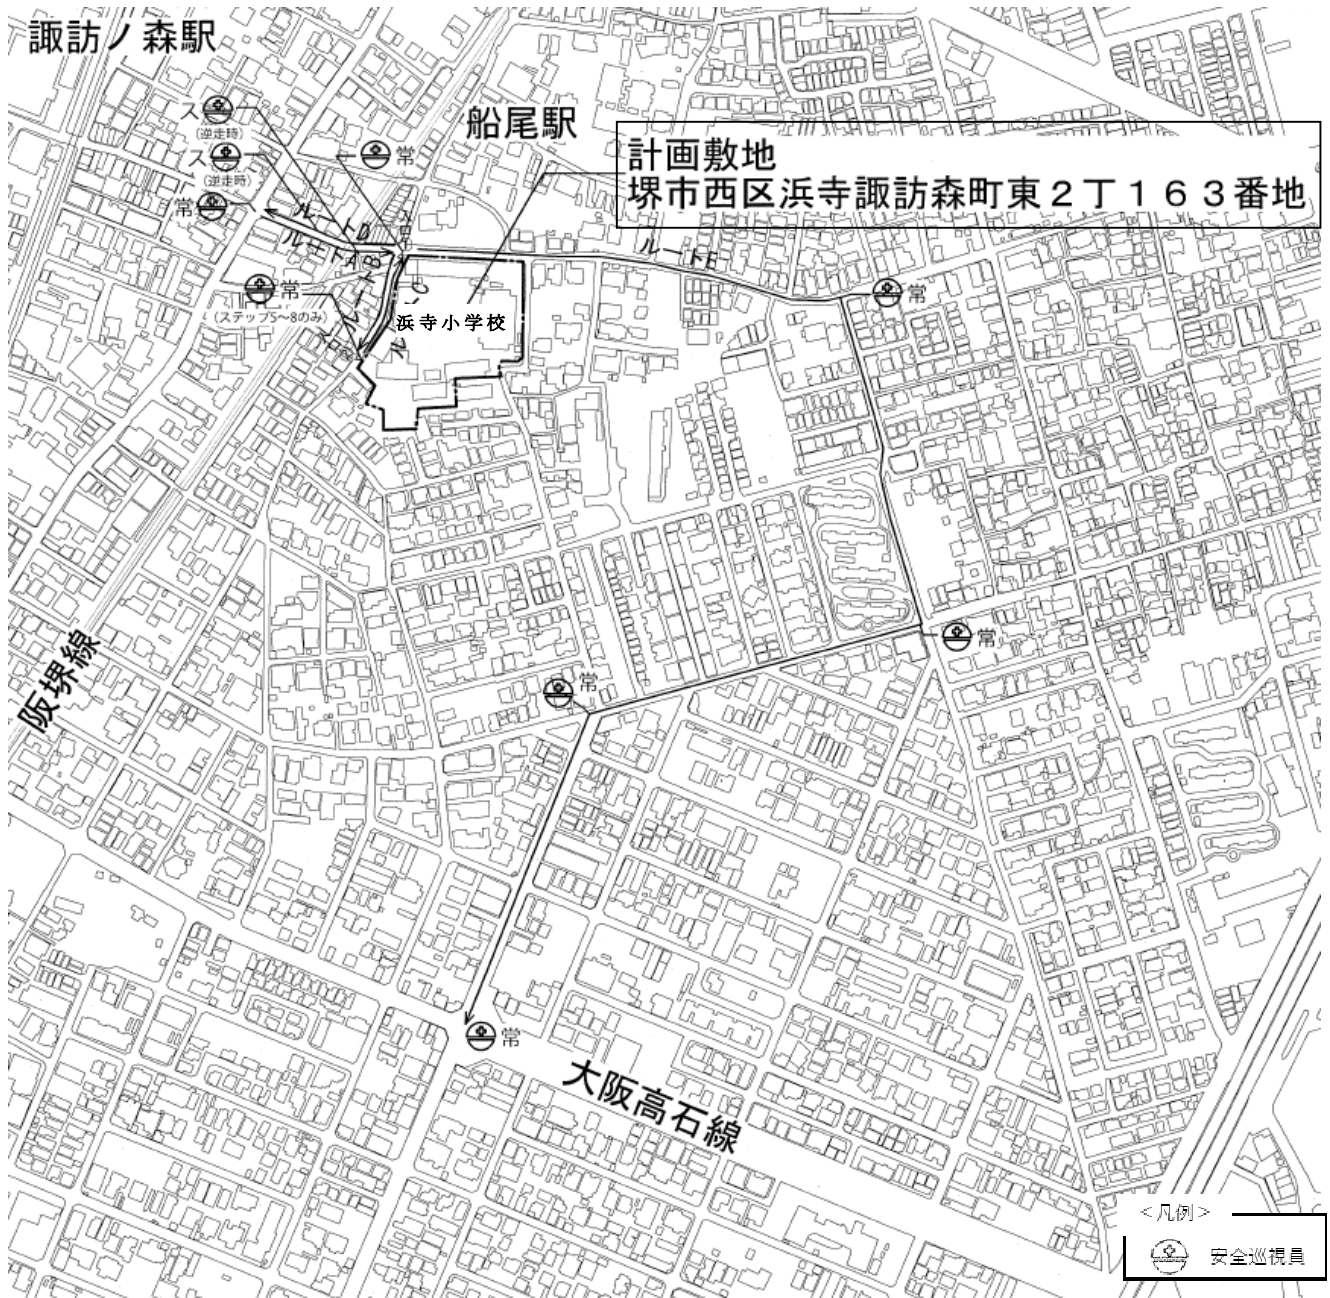 諏訪ノ森駅
ス
(逆走時)
船尾駅
常
ス
(逆走時)
常
計画敷地
堺市西区浜寺諏訪森町東2丁163番地
ルートD
ルートA
ルートE
常
(ステップ5~8のみ)
常
浜寺小学校
常
常
阪堺線
常
大阪高石線
<凡例>
安全巡視員